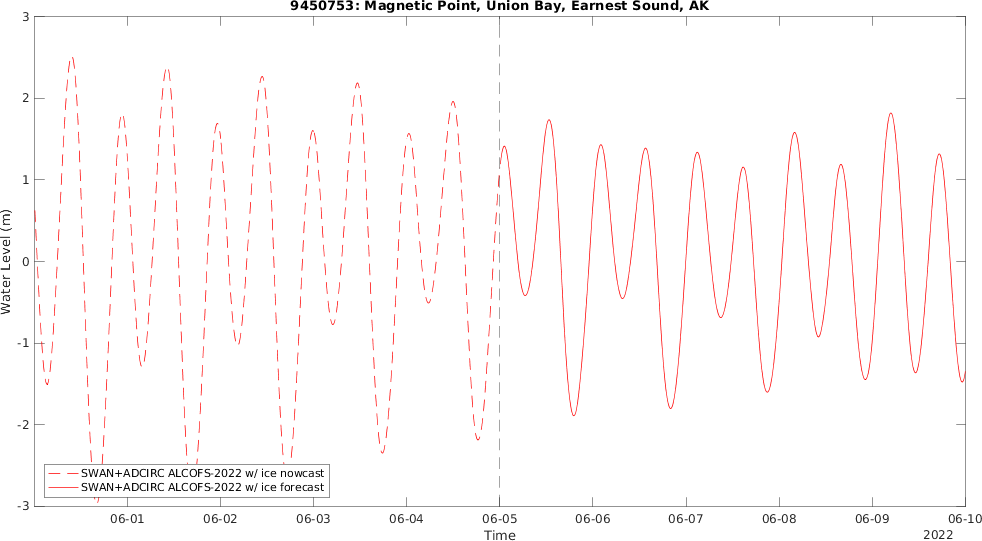 9450753: Magnetic Point, Union Bay, Earnest Sound, AK
3
2
1
0
-1
-2
-3
Water Level (m)
SWAN+ADCIRC ALCOFS-2022 w/ ice nowcast
SWAN+ADCIRC ALCOFS-2022 w/ ice forecast
06-01 06-02 06-03 06-04 06-05 06-06 06-07 06-08 06-09 06-10
Time
2022